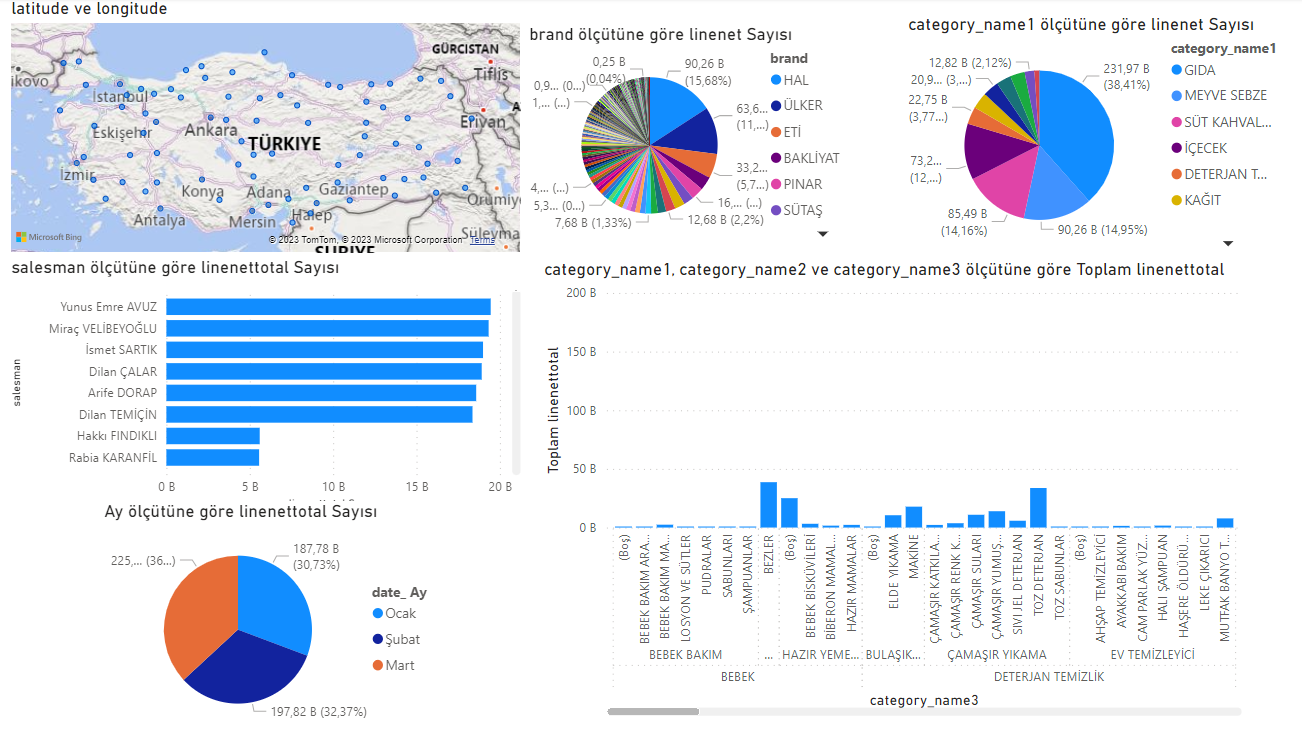 latitude ve longitude
GÜRCİSTAN
Tiflis
ikovo
İstanbul
Erivan
Ankara
Eskişehir
TÜRKIYE
İzmir
Konya
Adana
Gaziantep
Antalya
Mersin
Halep
Orumiy
Süleyma
SURİYE
Microsoft Bing
© 2023 TomTom, © 2023 Microsoft Corporation Terms
brand ölçütüne göre linenet Sayısı
0,25 B
(0,04%)
90,26 B
(15,68%)
0,9... (0...
1,... (...)
63,6...
(11,...)
33,2...
(5,7...)
4,... (...)
5,3... (0...
16,... (...)
7,68 B (1,33%)
12,68 B (2,2%)
brand
HAL
ÜLKER
ETİ
BAKLİYAT
PINAR
SÜTAŞ
category_name1 ölçütüne göre linenet Sayısı
12,82 B (2,12%)
231,97 B
(38,41%)
20,9...
(3,...)
22,75 B
(3,77...)
73,2...
(12,...)
85,49 B
(14,16%)
90,26 B (14,95%)
category_name1
GIDA
MEYVE SEBZE
SÜT KAHVAL...
İÇECEK
DETERJAN T...
KAĞIT
salesman ölçütüne göre linenettotal Sayısı
salesman
Yunus Emre AVUZ
Miraç VELİBEYOĞLU
İsmet SARTIK
Dilan ÇALAR
Arife DORAP
Dilan TEMİÇİN
Hakkı FINDIKLI
Rabia KARANFİL
0 B 5 B 10 B 15 B 20 B
Ay ölçütüne göre linenettotal Sayısı
225,... (36...)
187,78 B
(30,73%)
197,82 B (32,37%)
date_ Ay
Ocak
Şubat
Mart
category_name1, category_name2 ve category_name3 ölçütüne göre Toplam linenettotal
Toplam linenettotal
200 B
150 B
100 B
50 B
0 B
(Boş)
BEBEK BAKIM ARA...
BEBEK BAKIM MA...
LOSYON VE SÜTLER
PUDRALAR
SABUNLARI
ŞAMPUANLAR
BEZLER
(Boş)
BEBEK BİSKÜVİLERİ
BİBERON MAMAL...
HAZIR MAMALAR
(Boş)
ELDE YIKAMA
MAKİNE
ÇAMAŞIR KATKILA...
ÇAMAŞIR RENK K...
ÇAMAŞIR SULARI
ÇAMAŞIR YUMUŞ...
SIVI JEL DETERJAN
TOZ DETERJAN
TOZ SABUNLAR
(Boş)
AHŞAP TEMİZLEYİCİ
AYAKKABI BAKIM
CAM PARLAK YÜZ...
HALI ŞAMPUAN
HAŞERE ÖLDÜRÜ...
LEKE ÇIKARICI
MUTFAK BANYO T...
BEBEK BAKIM ... HAZIR YEME... BULAŞIK... ÇAMAŞIR YIKAMA EV TEMİZLEYİCİ
BEBEK DETERJAN TEMİZLİK
category_name3